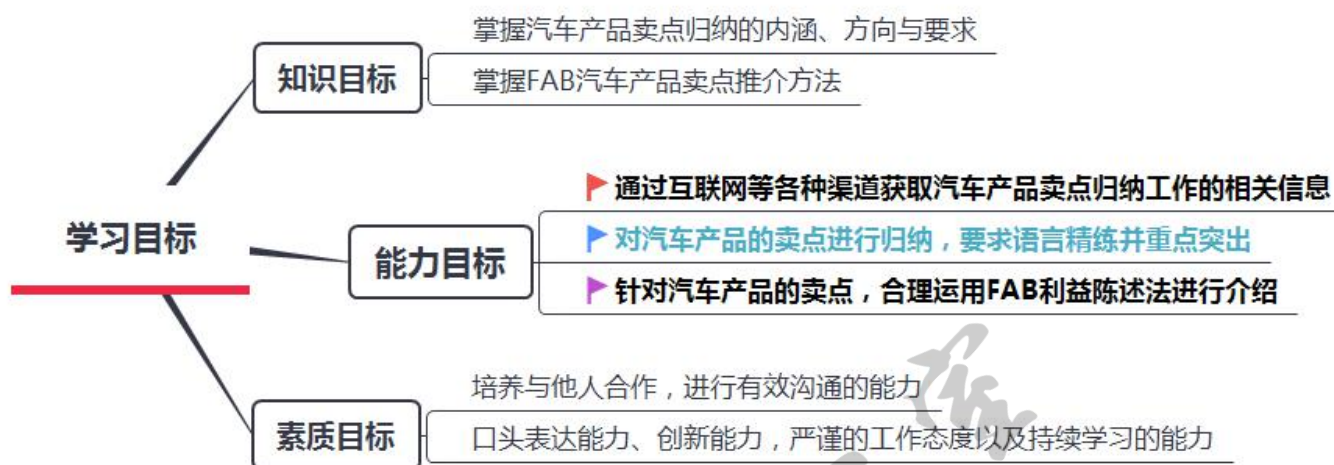 掌握汽车产品卖点归纳的内涵、方向与要求
知识目标
掌握FAB汽车产品卖点推介方法
通过互联网等各种渠道获取汽车产品卖点归纳工作的相关信息
学习目标
对汽车产品的卖点进行归纳，要求语言精练并重点突出
能力目标
针对汽车产品的卖点，合理运用FAB利益陈述法进行介绍
培养与他人合作，进行有效沟通的能力
素质目标
口头表达能力、创新能力，严谨的工作态度以及持续学习的能力